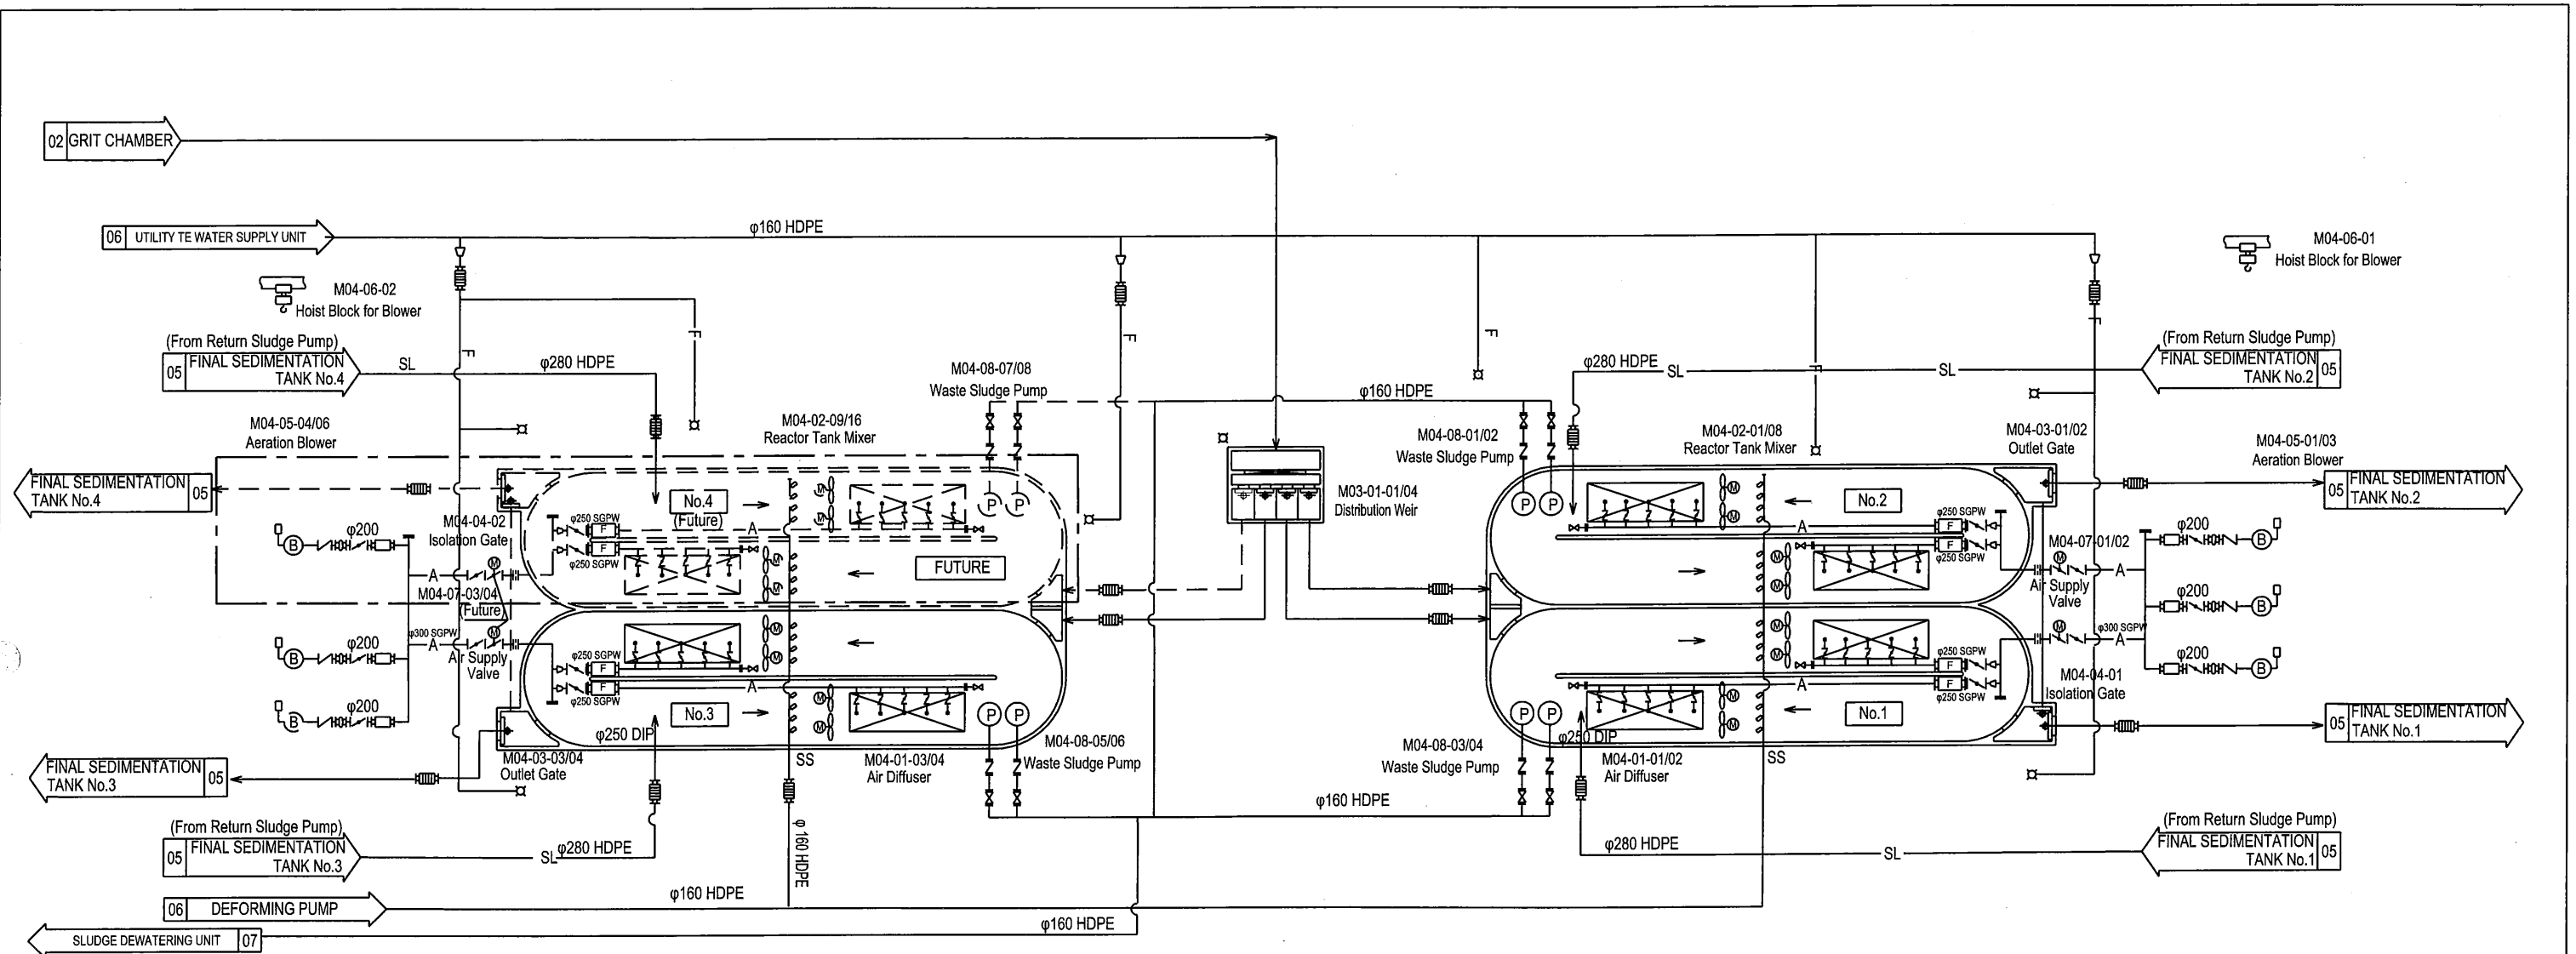 02 GRIT CHAMBER
06 UTILITY TE WATER SUPPLY UNIT
φ160 HDPE
M04-06-02
Hoist Block for Blower
M04-06-01
Hoist Block for Blower
F
F
F
F
F
F
(From Return Sludge Pump)
05 FINAL SEDIMENTATION
TANK No.4
SL
φ280 HDPE
M04-08-07/08
Waste Sludge Pump
φ160 HDPE
φ280 HDPE
SL
SL
(From Return Sludge Pump)
FINAL SEDIMENTATION 05
TANK No.2
M04-05-04/06
Aeration Blower
M04-02-09/16
Reactor Tank Mixer
M04-08-01/02
Waste Sludge Pump
M04-02-01/08
Reactor Tank Mixer
M04-03-01/02
Outlet Gate
M04-05-01/03
Aeration Blower
FINAL SEDIMENTATION 05
TANK No.4
M03-01-01/04
Distribution Weir
05 FINAL SEDIMENTATION
TANK No.2
No.4
(Future)
M
M
P P
P P
M
M
No.2
M04-04-02
Isolation Gate
φ250 SGPW
F
A
F
φ250 SGPW
A
φ250 SGPW
F
F
φ250 SGPW
B
φ200
A
M
M
M
FUTURE
M
M
M04-07-01/02
M
A
Air Supply
Valve
φ200
B
M04-07-03/04
(Future)
φ200
B
B
φ200
φ300 SGPW
A
M
Air Supply
Valve
M
M
M
M
M
φ300 SGPW
A
φ200
B
φ250 SGPW
F
F
φ250 SGPW
A
A
φ250 SGPW
F
F
φ250 SGPW
M04-04-01
Isolation Gate
B
φ200
No.3
M
M
P P
P P
M
M
No.1
φ250 DIP
φ250 DIP
05 FINAL SEDIMENTATION
TANK No.1
M04-03-03/04
Outlet Gate
SS
M04-01-03/04
Air Diffuser
M04-08-05/06
Waste Sludge Pump
M04-08-03/04
Waste Sludge Pump
M04-01-01/02
Air Diffuser
SS
FINAL SEDIMENTATION 05
TANK No.3
φ160 HDPE
φ 160 HDPE
(From Return Sludge Pump)
05 FINAL SEDIMENTATION
TANK No.3
SL
φ280 HDPE
φ280 HDPE
SL
(From Return Sludge Pump)
FINAL SEDIMENTATION 05
TANK No.1
06 DEFORMING PUMP
φ160 HDPE
SLUDGE DEWATERING UNIT 07
φ160 HDPE